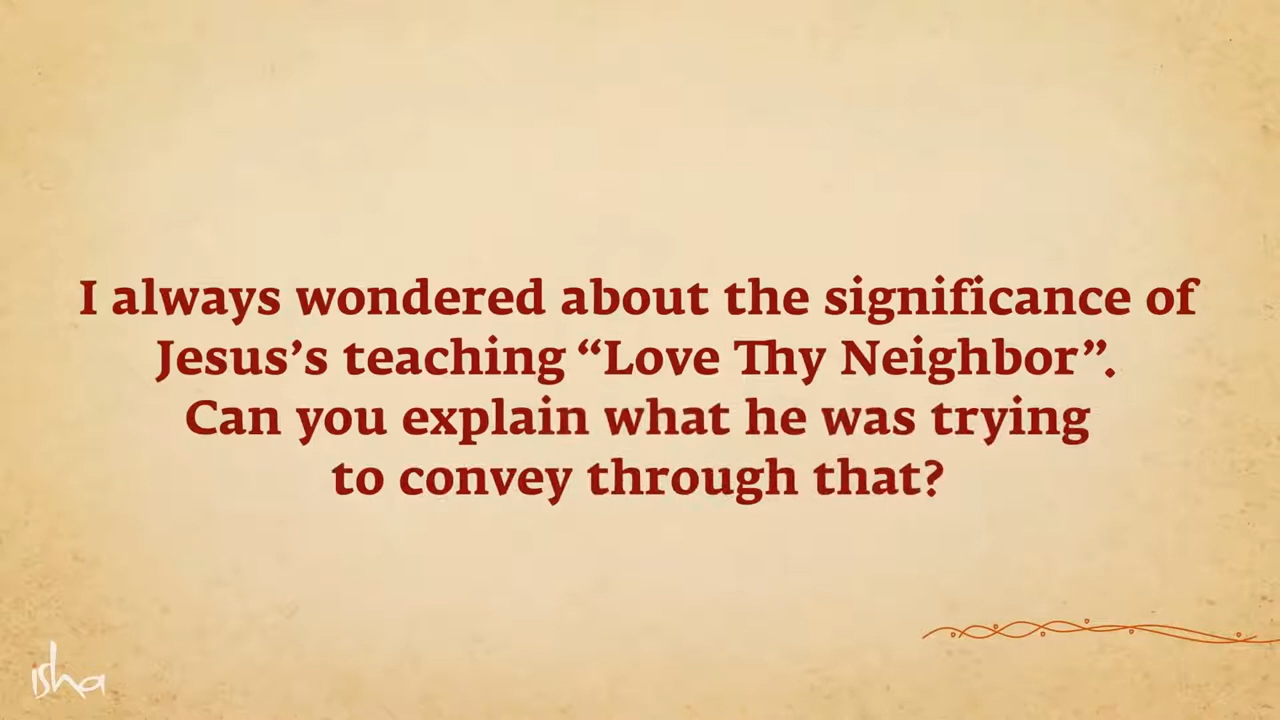 I always wondered about the significance of
Jesus’s teaching “Love Thy Neighbor”.
Can you explain what he was trying
to convey through that?
isha